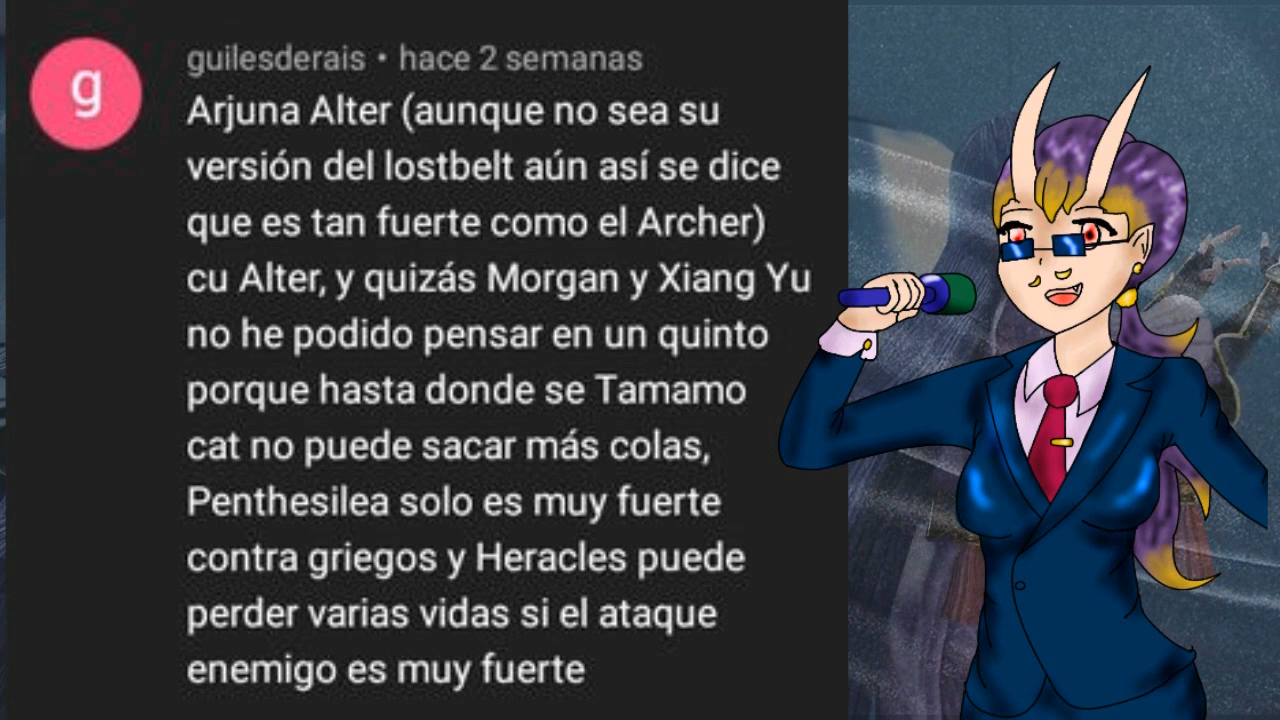 g
guilesderais • hace 2 semanas
Arjuna Alter (aunque no sea su
versión del lostbelt aún así se dice
que es tan fuerte como el Archer)
cu Alter, y quizás Morgan y Xiang Yu
no he podido pensar en un quinto
porque hasta donde se Tamamo
cat no puede sacar más colas,
Penthesilea solo es muy fuerte
contra griegos y Heracles puede
perder varias vidas si el ataque
enemigo es muy fuerte